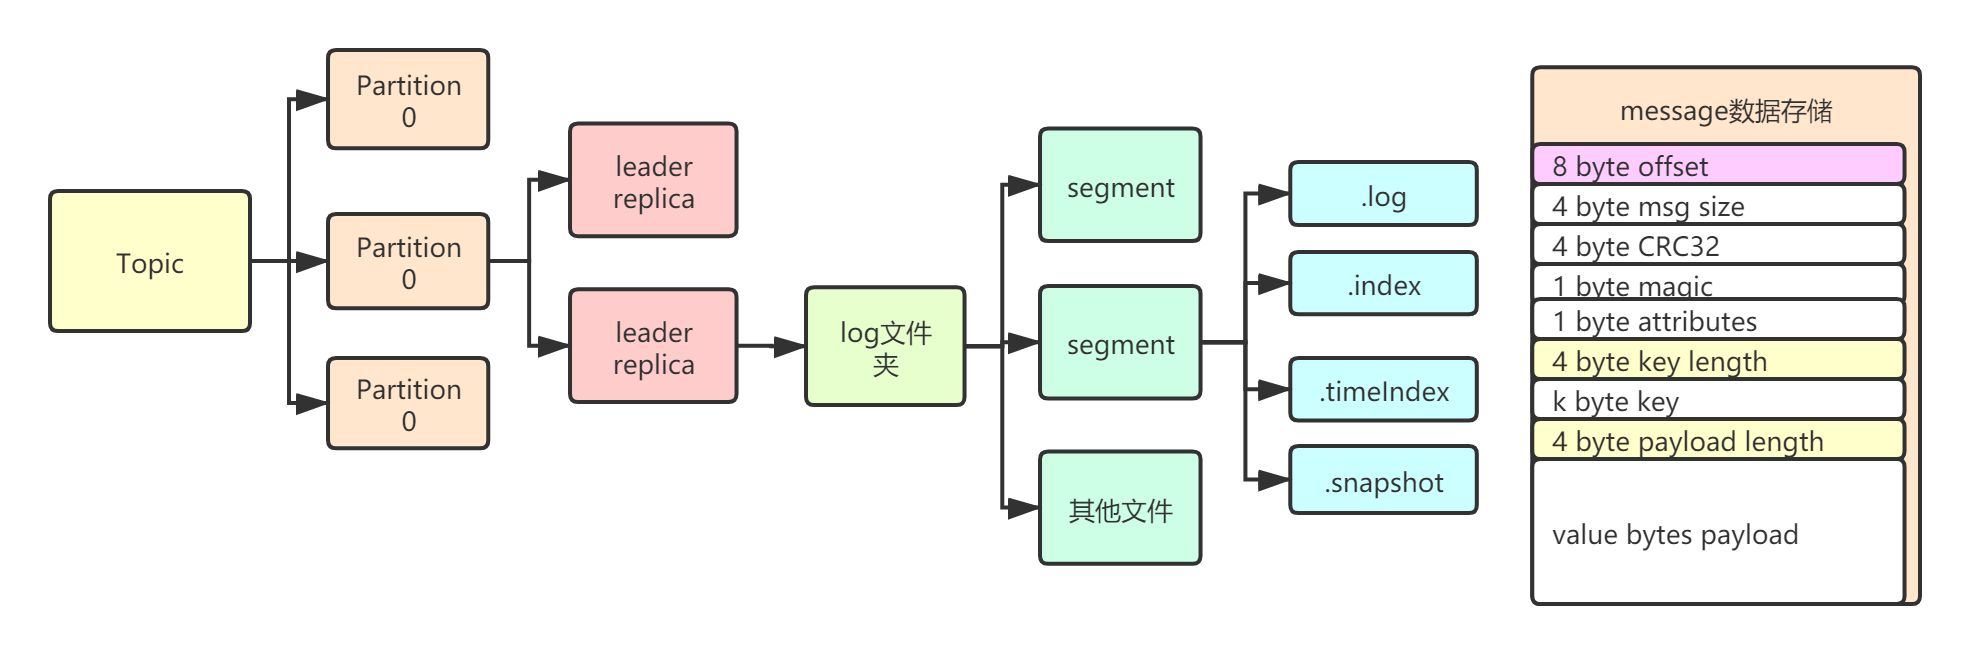 Topic
Partition
0
Partition
0
Partition
0
leader
replica
leader
replica
log文件
夹
segment
segment
其他文件
.log
.index
.timeIndex
.snapshot
message数据存储
8 byte offset
4 byte msg size
4 byte CRC32
1 byte magic
1 byte attributes
4 byte key length
k byte key
4 byte payload length
value bytes payload